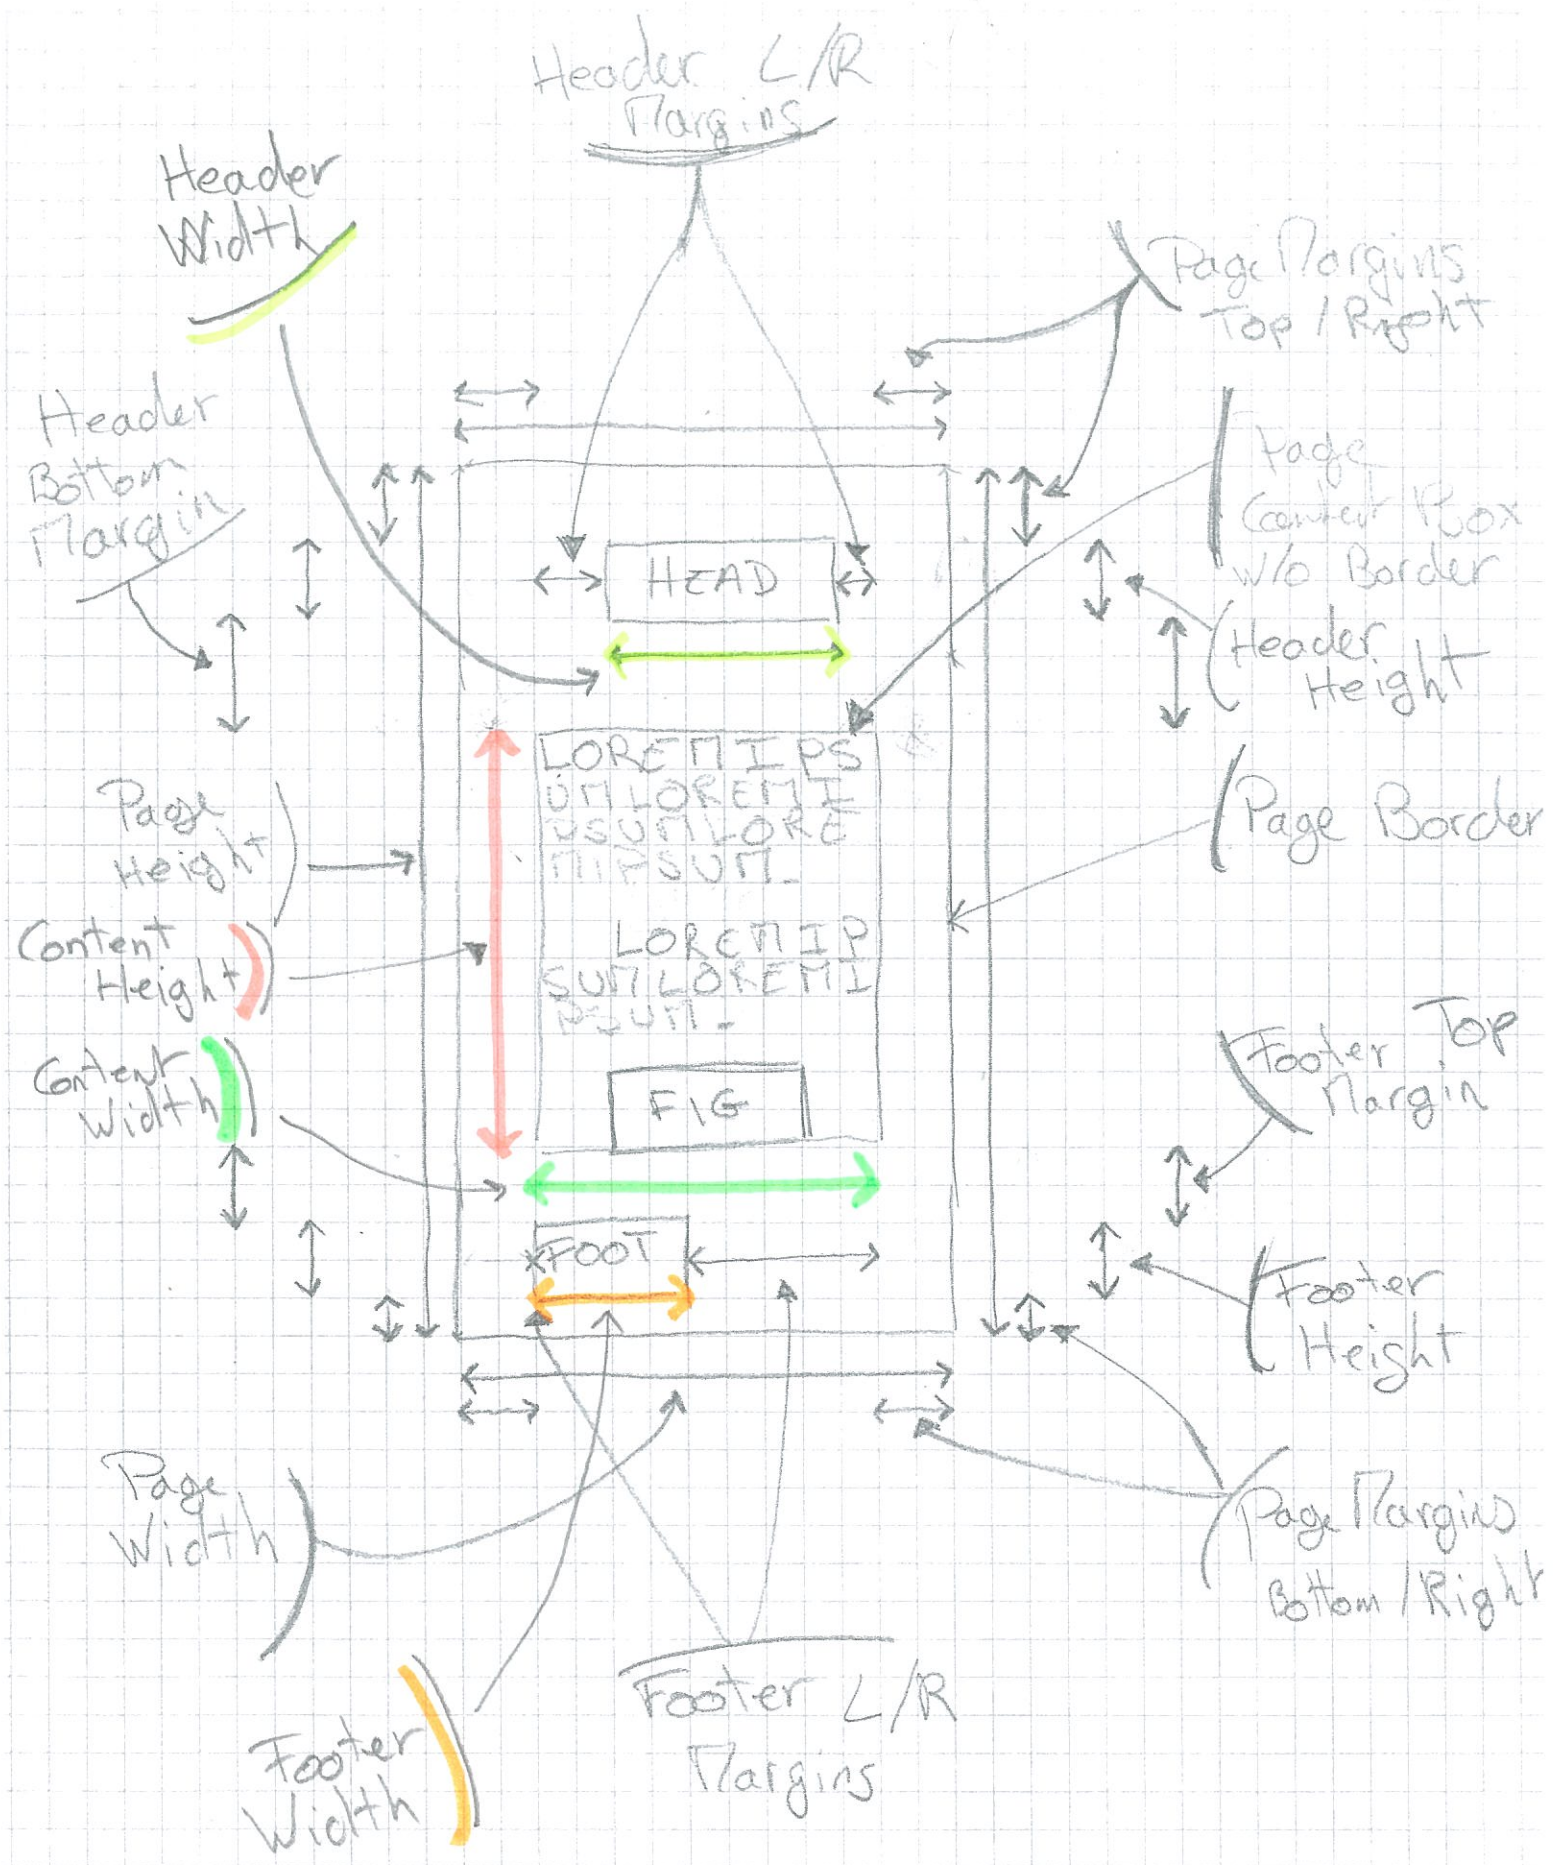 Header L/R
Margins
Header
Width
Page Margins
Top / Right
Header
Bottom
Margin
Page
Content Box
w/o Border
HEAD
Header
Height
LOREMIPS
UMLOREMI
PSUMLORE
MIPSUM.
Page
Height
Page Border
LOREMIP
SUMLOREMI
PSUM.
Content
Height
Content
Width
Footer Top
Margin
FIG
FOOT
Footer
Height
Page
Width
Page Margins
Bottom / Right
Footer L/R
Margins
Footer
Width